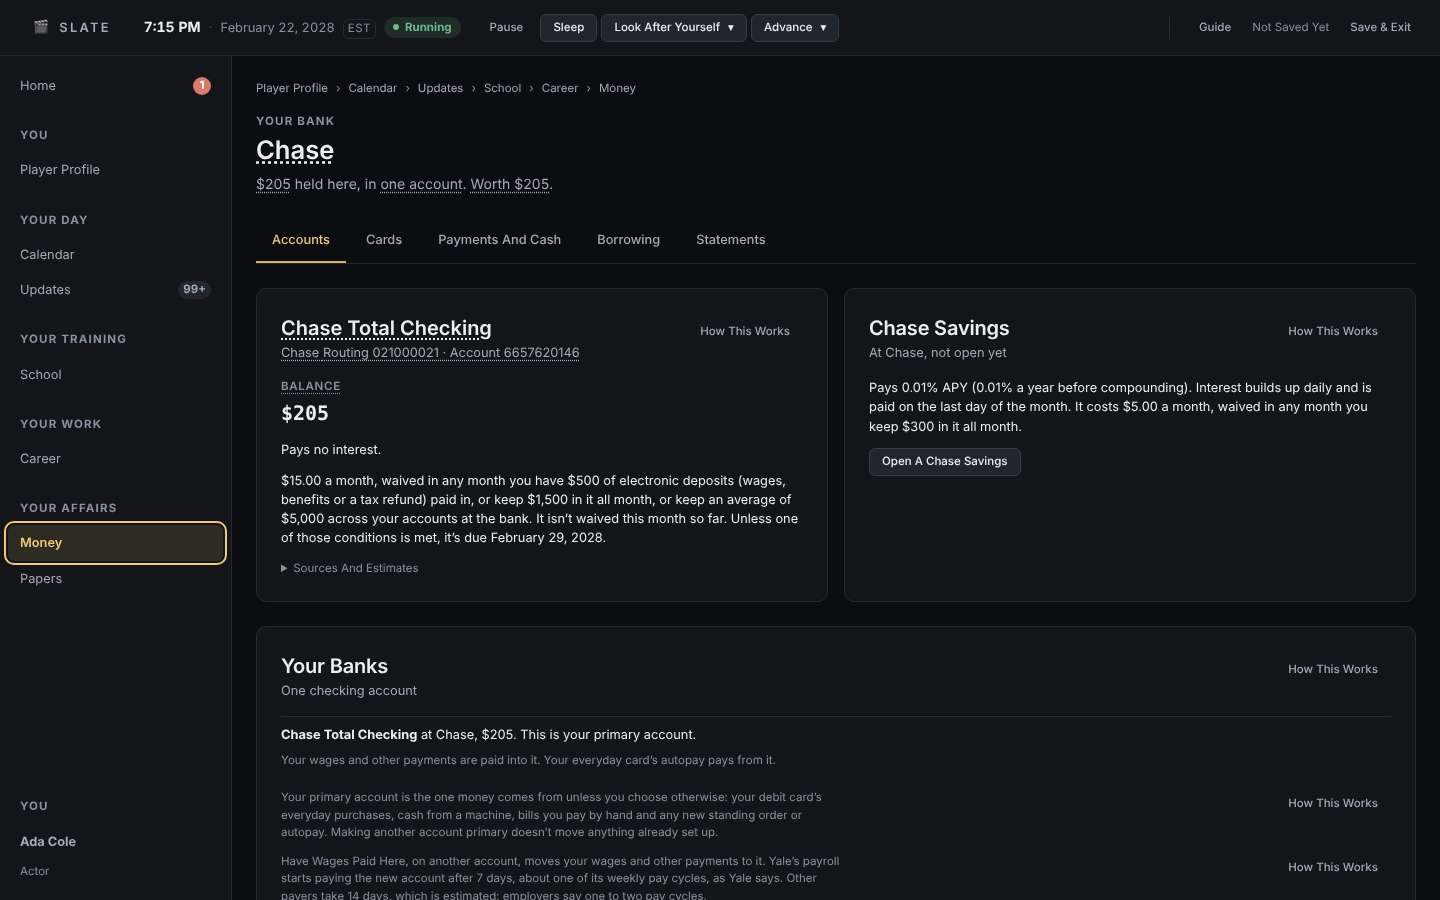 SLATE
7:15 PM · February 22, 2028 EST Running
Pause
Sleep
Look After Yourself ▾
Advance ▾
Guide
Not Saved Yet
Save & Exit
Home
1
YOU
Player Profile
YOUR DAY
Calendar
Updates
99+
YOUR TRAINING
School
YOUR WORK
Career
YOUR AFFAIRS
Money
Papers
YOU
Ada Cole
Actor
Player Profile › Calendar › Updates › School › Career › Money
YOUR BANK
Chase
$205 held here, in one account. Worth $205.
Accounts
Cards
Payments And Cash
Borrowing
Statements
Chase Total Checking
How This Works
Chase Routing 021000021 · Account 6657620146
BALANCE
$205
Pays no interest.
$15.00 a month, waived in any month you have $500 of electronic deposits (wages,
benefits or a tax refund) paid in, or keep $1,500 in it all month, or keep an average of
$5,000 across your accounts at the bank. It isn’t waived this month so far. Unless one
of those conditions is met, it’s due February 29, 2028.
▶ Sources And Estimates
Chase Savings
How This Works
At Chase, not open yet
Pays 0.01% APY (0.01% a year before compounding). Interest builds up daily and is
paid on the last day of the month. It costs $5.00 a month, waived in any month you
keep $300 in it all month.
Open A Chase Savings
Your Banks
How This Works
One checking account
Chase Total Checking at Chase, $205. This is your primary account.
Your wages and other payments are paid into it. Your everyday card’s autopay pays from it.
Your primary account is the one money comes from unless you choose otherwise: your debit card’s
everyday purchases, cash from a machine, bills you pay by hand and any new standing order or
autopay. Making another account primary doesn’t move anything already set up.
How This Works
Have Wages Paid Here, on another account, moves your wages and other payments to it. Yale’s payroll
starts paying the new account after 7 days, about one of its weekly pay cycles, as Yale says. Other
payers take 14 days, which is estimated: employers say one to two pay cycles.
How This Works